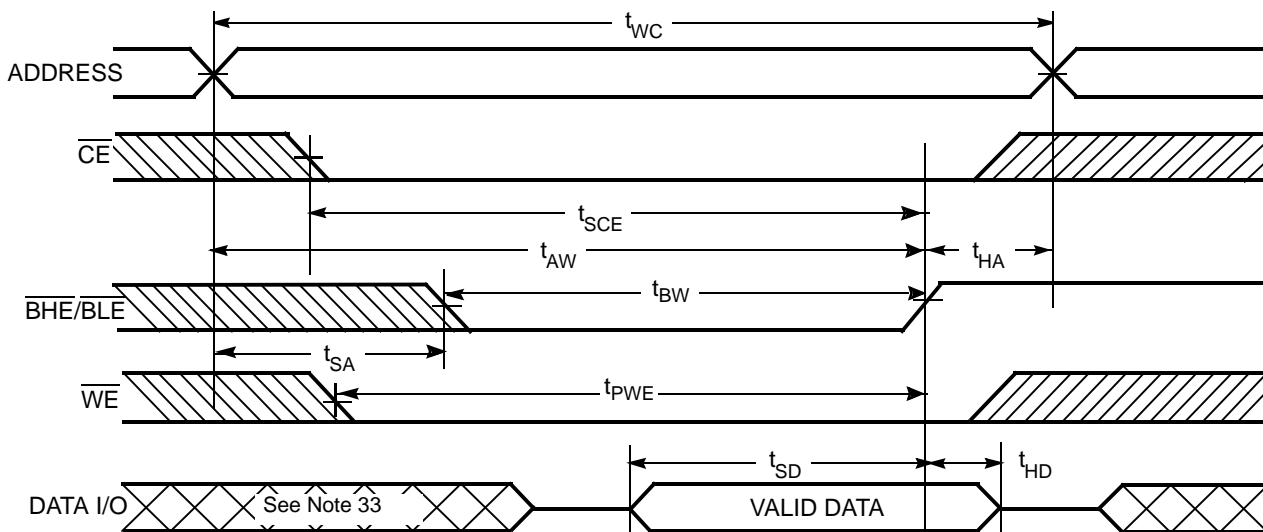 tWC
ADDRESS
CE
tSCE
tAW
tHA
BHE/BLE
tBW
tSA
WE
tPWE
tSD
tHD
DATA I/O
See Note 33
VALID DATA